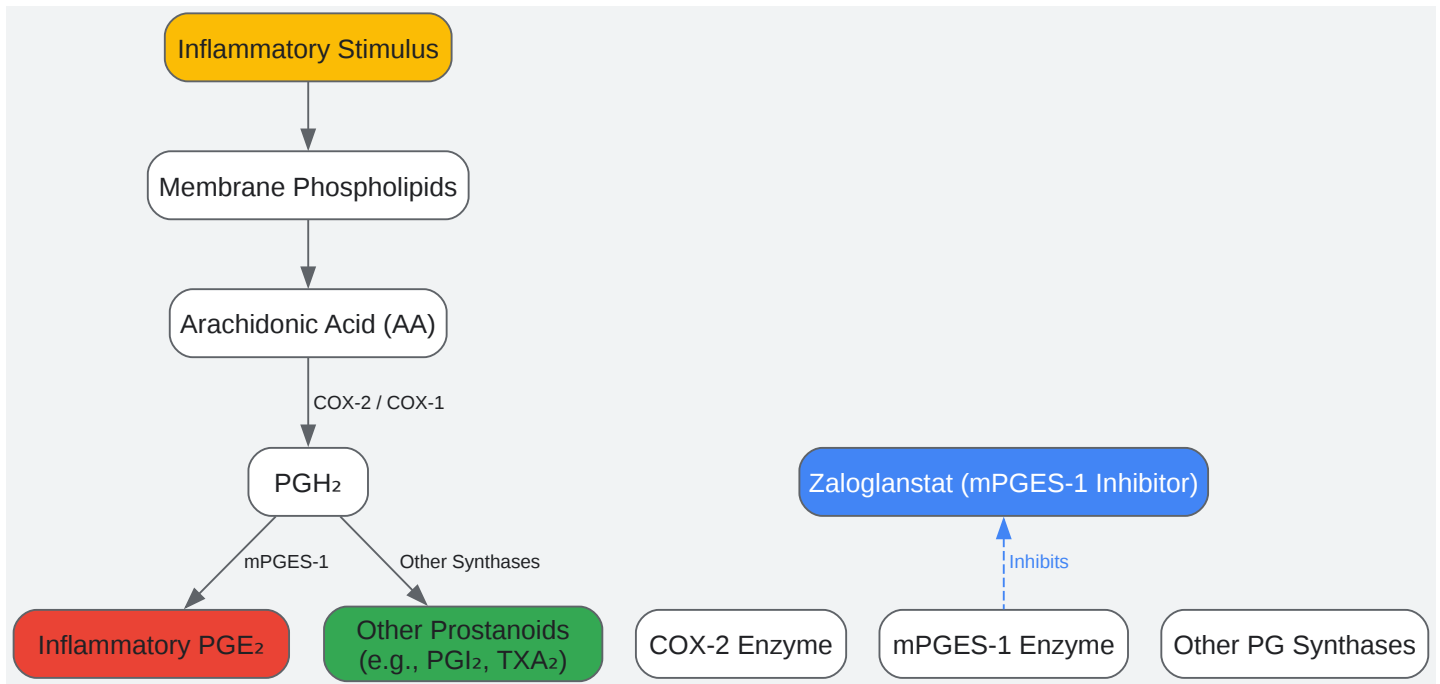 Inflammatory Stimulus
Membrane Phospholipids
Arachidonic Acid (AA)
COX-2 / COX-1
PGH₂
Zaloglanstat (mPGES-1 Inhibitor)
mPGES-1
Other Synthases
Inhibits
Inflammatory PGE₂
Other Prostanoids
(e.g., PGI₂, TXA₂)
COX-2 Enzyme
mPGES-1 Enzyme
Other PG Synthases